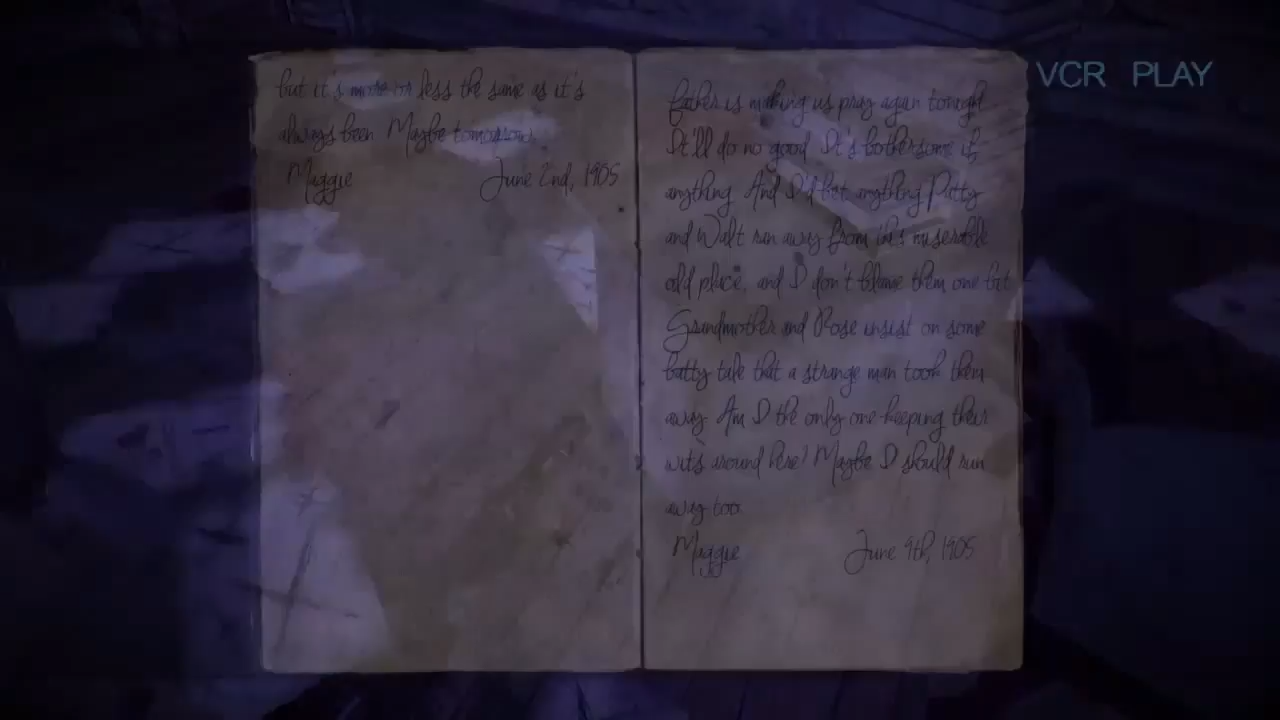 but it's more or less the same as it's
always been Maybe tomorrow.
Maggie June 2nd, 1905
VCR PLAY
Father is making us pray again tonight
It'll do no good It's bothersome if
anything And I'd bet anything Patty
and Walt ran away from this miserable
old place, and I don't blame them one bit
Grandmother and Rose insist on some
batty tale that a strange man took them
away Am I the only one keeping their
wits around here? Maybe I should run
away too
Maggie June 9th, 1905